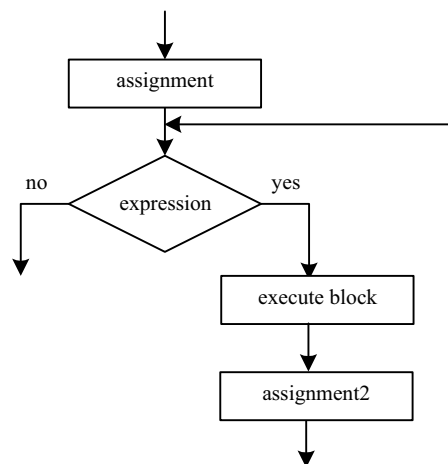 assignment
no
yes
expression
execute block
assignment2